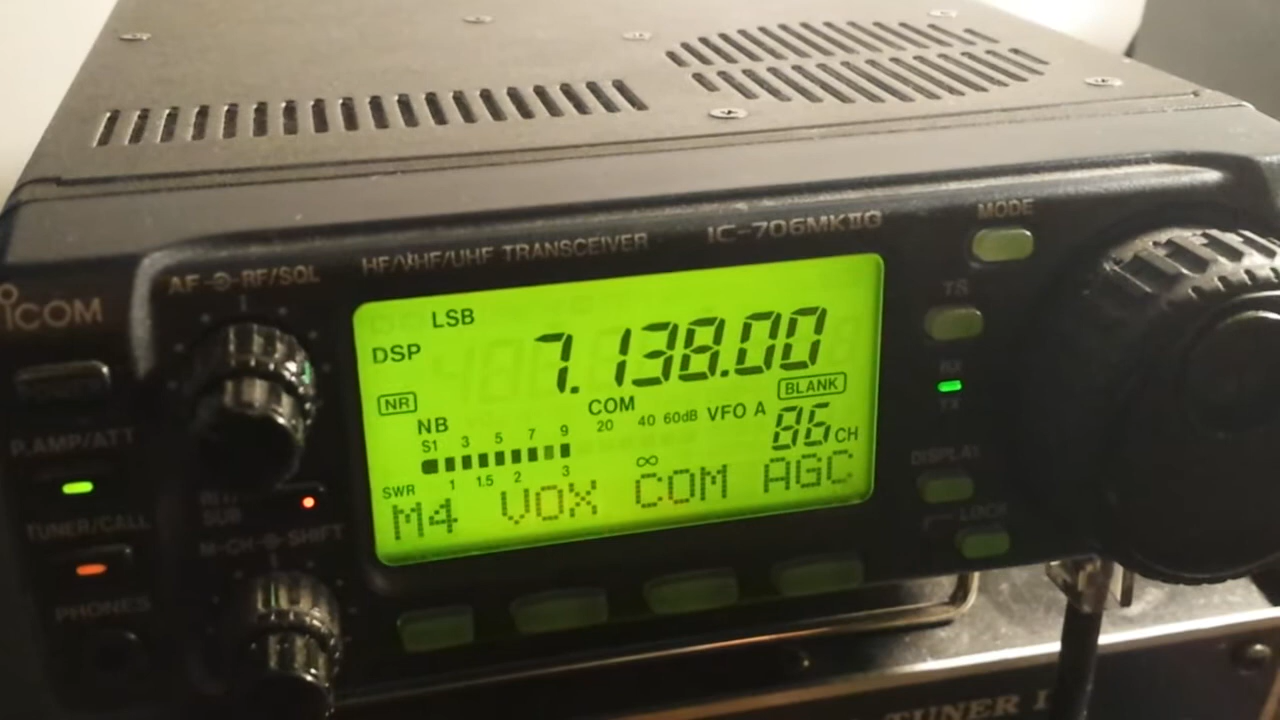 ICOM
AF RF/SQL
HF/VHF/UHF TRANSCEIVER
IC-706MKIIG
MODE
TS
RX
TX
P.AMP/ATT
TUNER/CALL
PHONES
SUB
M-CH SHIFT
DISPLAY
LOCK
LSB
7.138.00
DSP
NR
NB
COM
BLANK
S1 3 5 7 9 20 40 60dB VFO A
86 CH
SWR 1 1.5 2 3 ∞
M4 VOX COM AGC
TUNER